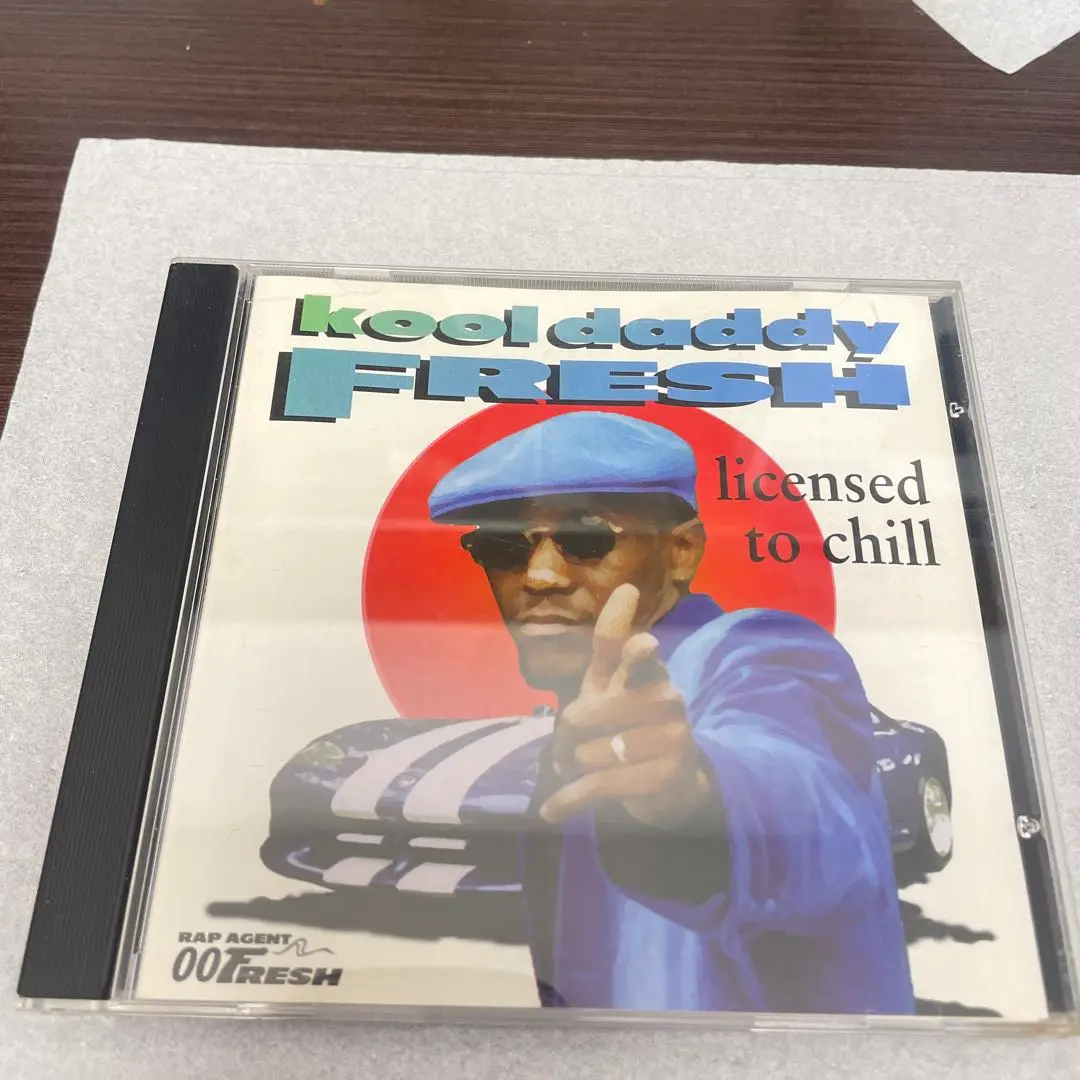 kool daddy
FRESH
licensed
to chill
RAP AGENT
00FRESH